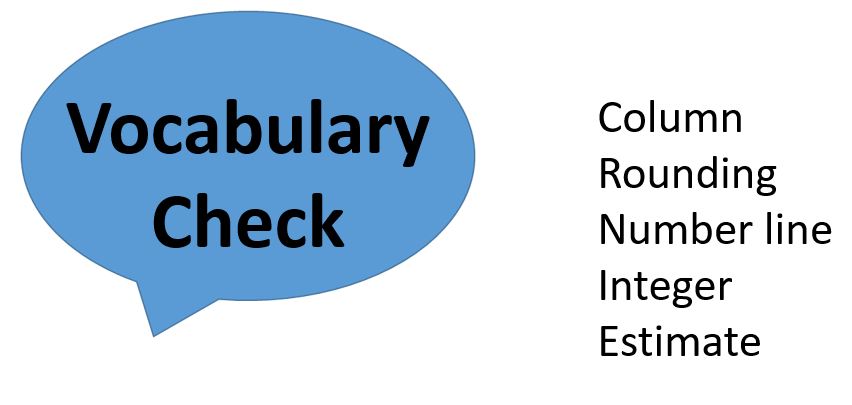 Vocabulary
Check
Column
Rounding
Number line
Integer
Estimate